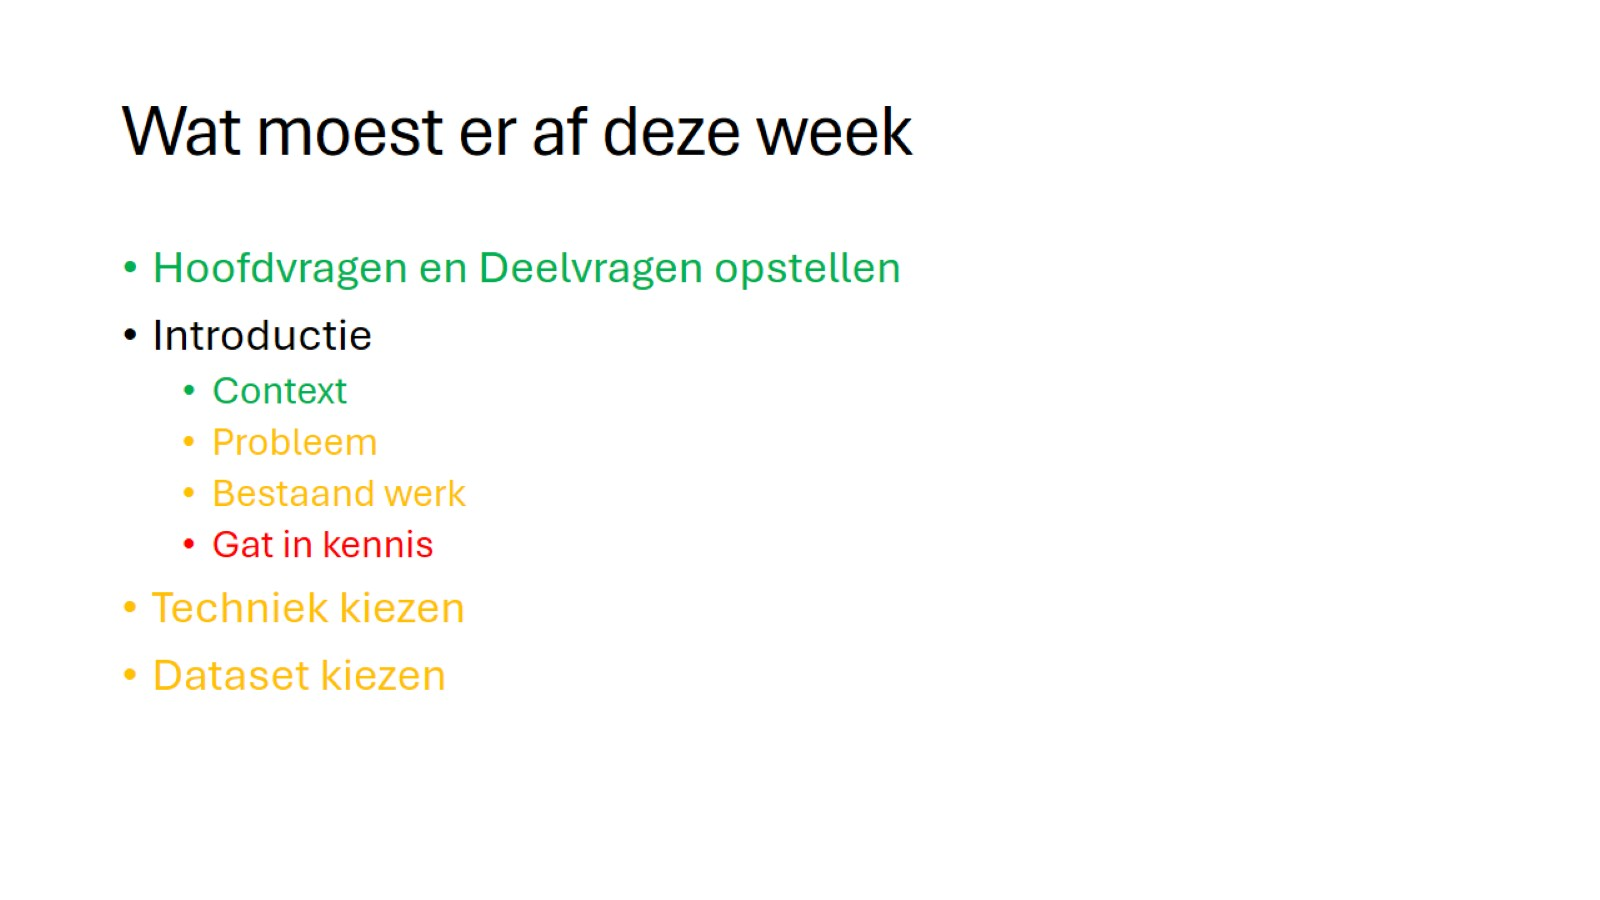 Wat moest er af deze week
• Hoofdvragen en Deelvragen opstellen
• Introductie
• Context
• Probleem
• Bestaand werk
• Gat in kennis
• Techniek kiezen
• Dataset kiezen